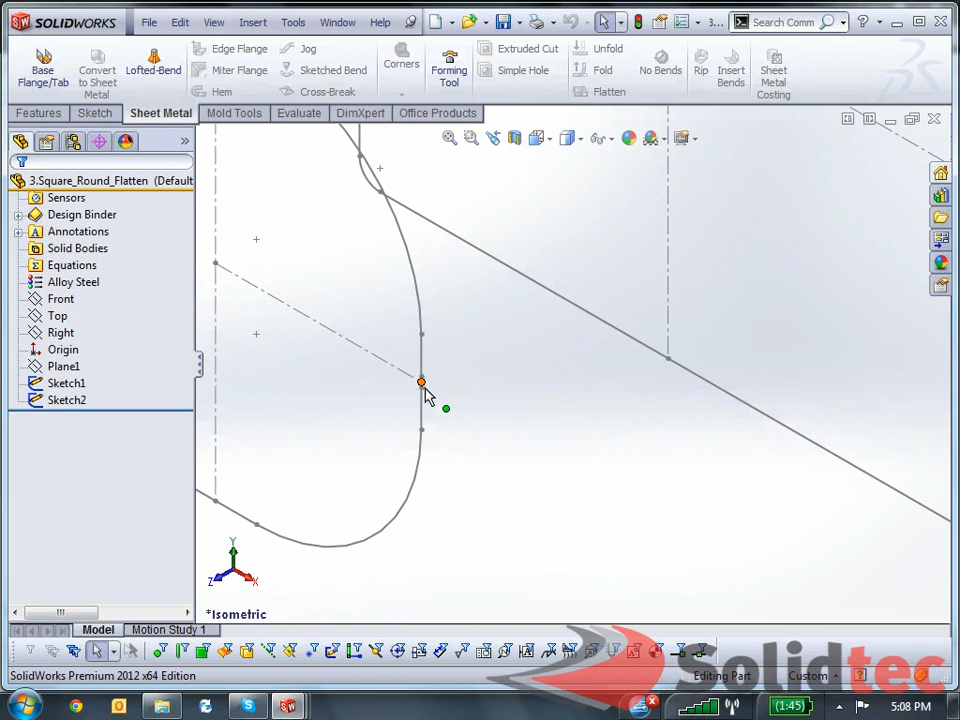 SOLIDWORKS File Edit View Insert Tools Window Help 3... Search Comm
Base Flange/Tab
Convert to Sheet Metal
Lofted-Bend
Edge Flange
Miter Flange
Hem
Jog
Sketched Bend
Cross-Break
Corners
Forming Tool
Extruded Cut
Simple Hole
Unfold
Fold
Flatten
No Bends
Rip
Insert Bends
Sheet Metal Costing
Features Sketch Sheet Metal Mold Tools Evaluate DimXpert Office Products
3.Square_Round_Flatten (Default
Sensors
Design Binder
Annotations
Solid Bodies
Equations
Alloy Steel
Front
Top
Right
Origin
Plane1
Sketch1
Sketch2
Y
Z
X
*Isometric
Model Motion Study 1
Solidtec
SolidWorks Premium 2012 x64 Edition Editing Part Custom
(1:45) 5:08 PM